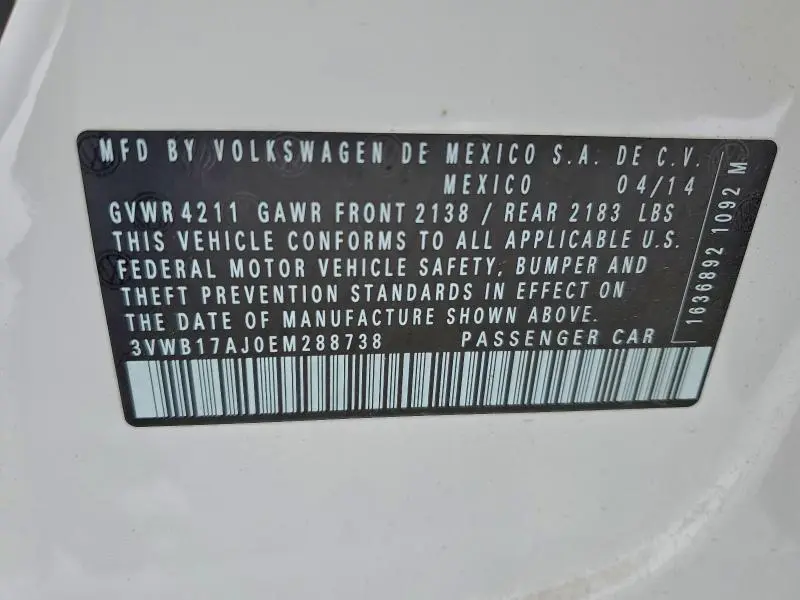 MFD BY VOLKSWAGEN DE MEXICO S.A. DE C.V.
MEXICO 04/14
GVWR 4211 GAWR FRONT 2138 / REAR 2183 LBS
THIS VEHICLE CONFORMS TO ALL APPLICABLE U.S.
FEDERAL MOTOR VEHICLE SAFETY, BUMPER AND
THEFT PREVENTION STANDARDS IN EFFECT ON
THE DATE OF MANUFACTURE SHOWN ABOVE.
3VWB17AJ0EM288738 PASSENGER CAR
1636892 1092 M